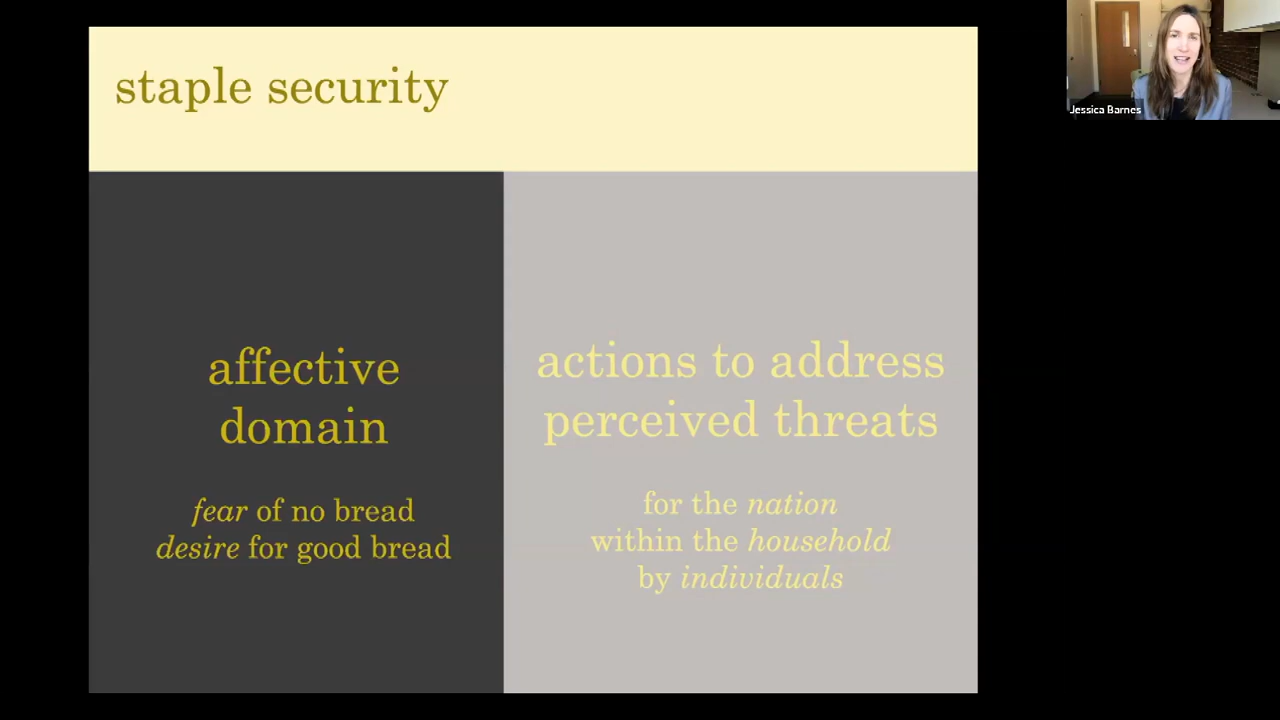 staple security
affective
domain
fear of no bread
desire for good bread
actions to address
perceived threats
for the nation
within the household
by individuals
Jessica Barnes